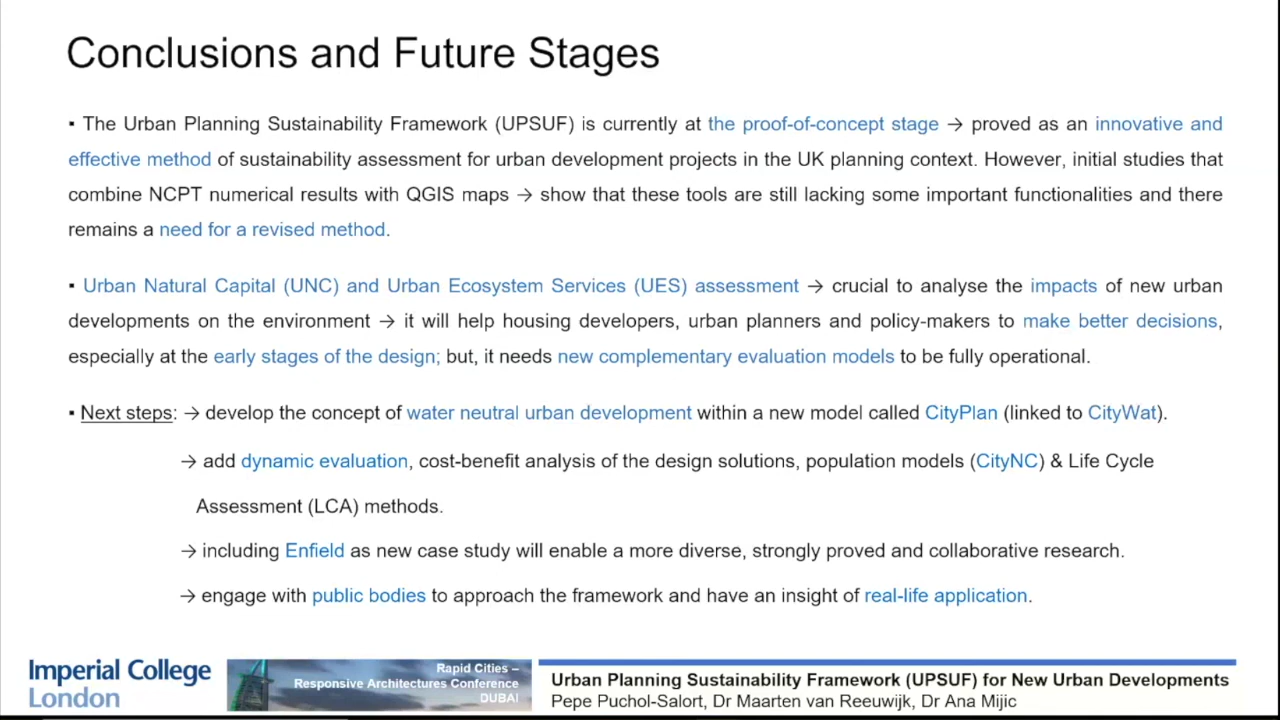 Conclusions and Future Stages
▪ The Urban Planning Sustainability Framework (UPSUF) is currently at the proof-of-concept stage → proved as an innovative and
effective method of sustainability assessment for urban development projects in the UK planning context. However, initial studies that
combine NCPT numerical results with QGIS maps → show that these tools are still lacking some important functionalities and there
remains a need for a revised method.
▪ Urban Natural Capital (UNC) and Urban Ecosystem Services (UES) assessment → crucial to analyse the impacts of new urban
developments on the environment → it will help housing developers, urban planners and policy-makers to make better decisions,
especially at the early stages of the design; but, it needs new complementary evaluation models to be fully operational.
▪ Next steps: → develop the concept of water neutral urban development within a new model called CityPlan (linked to CityWat).
→ add dynamic evaluation, cost-benefit analysis of the design solutions, population models (CityNC) & Life Cycle
Assessment (LCA) methods.
→ including Enfield as new case study will enable a more diverse, strongly proved and collaborative research.
→ engage with public bodies to approach the framework and have an insight of real-life application.
Imperial College
London
Rapid Cities –
Responsive Architectures Conference
DUBAI
Urban Planning Sustainability Framework (UPSUF) for New Urban Developments
Pepe Puchol-Salort, Dr Maarten van Reeuwijk, Dr Ana Mijic